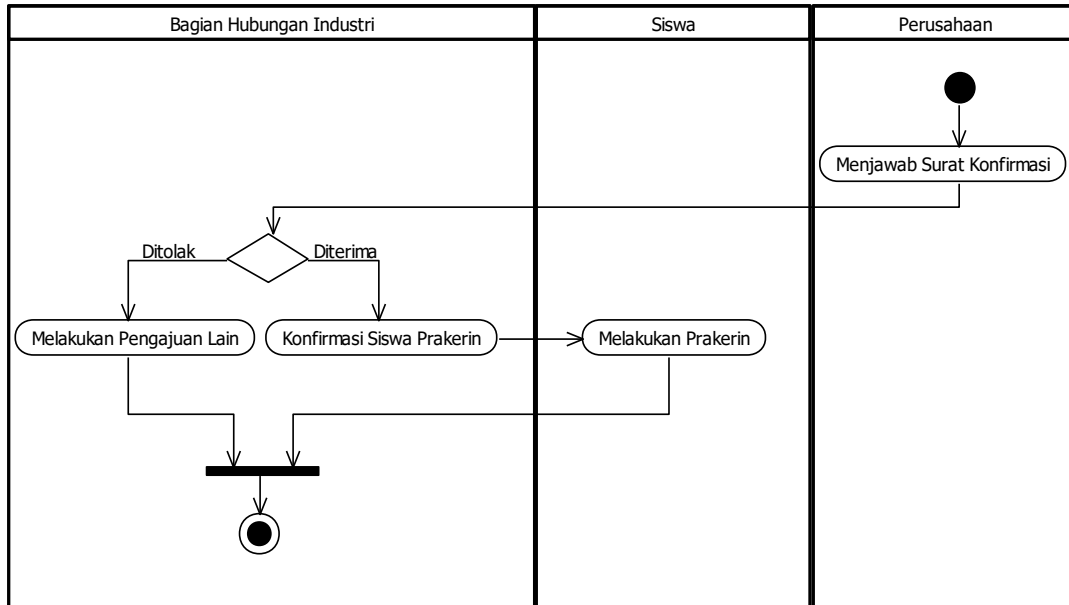 Bagian Hubungan Industri
Siswa
Perusahaan
Menjawab Surat Konfirmasi
Ditolak
Diterima
Melakukan Pengajuan Lain
Konfirmasi Siswa Prakerin
Melakukan Prakerin